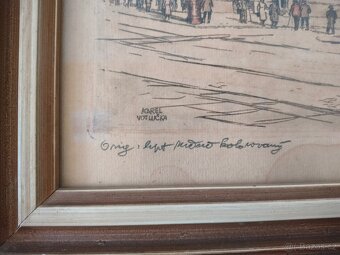 KAREL
VOTLUČKA
Orig. lept ručně kolorovaný